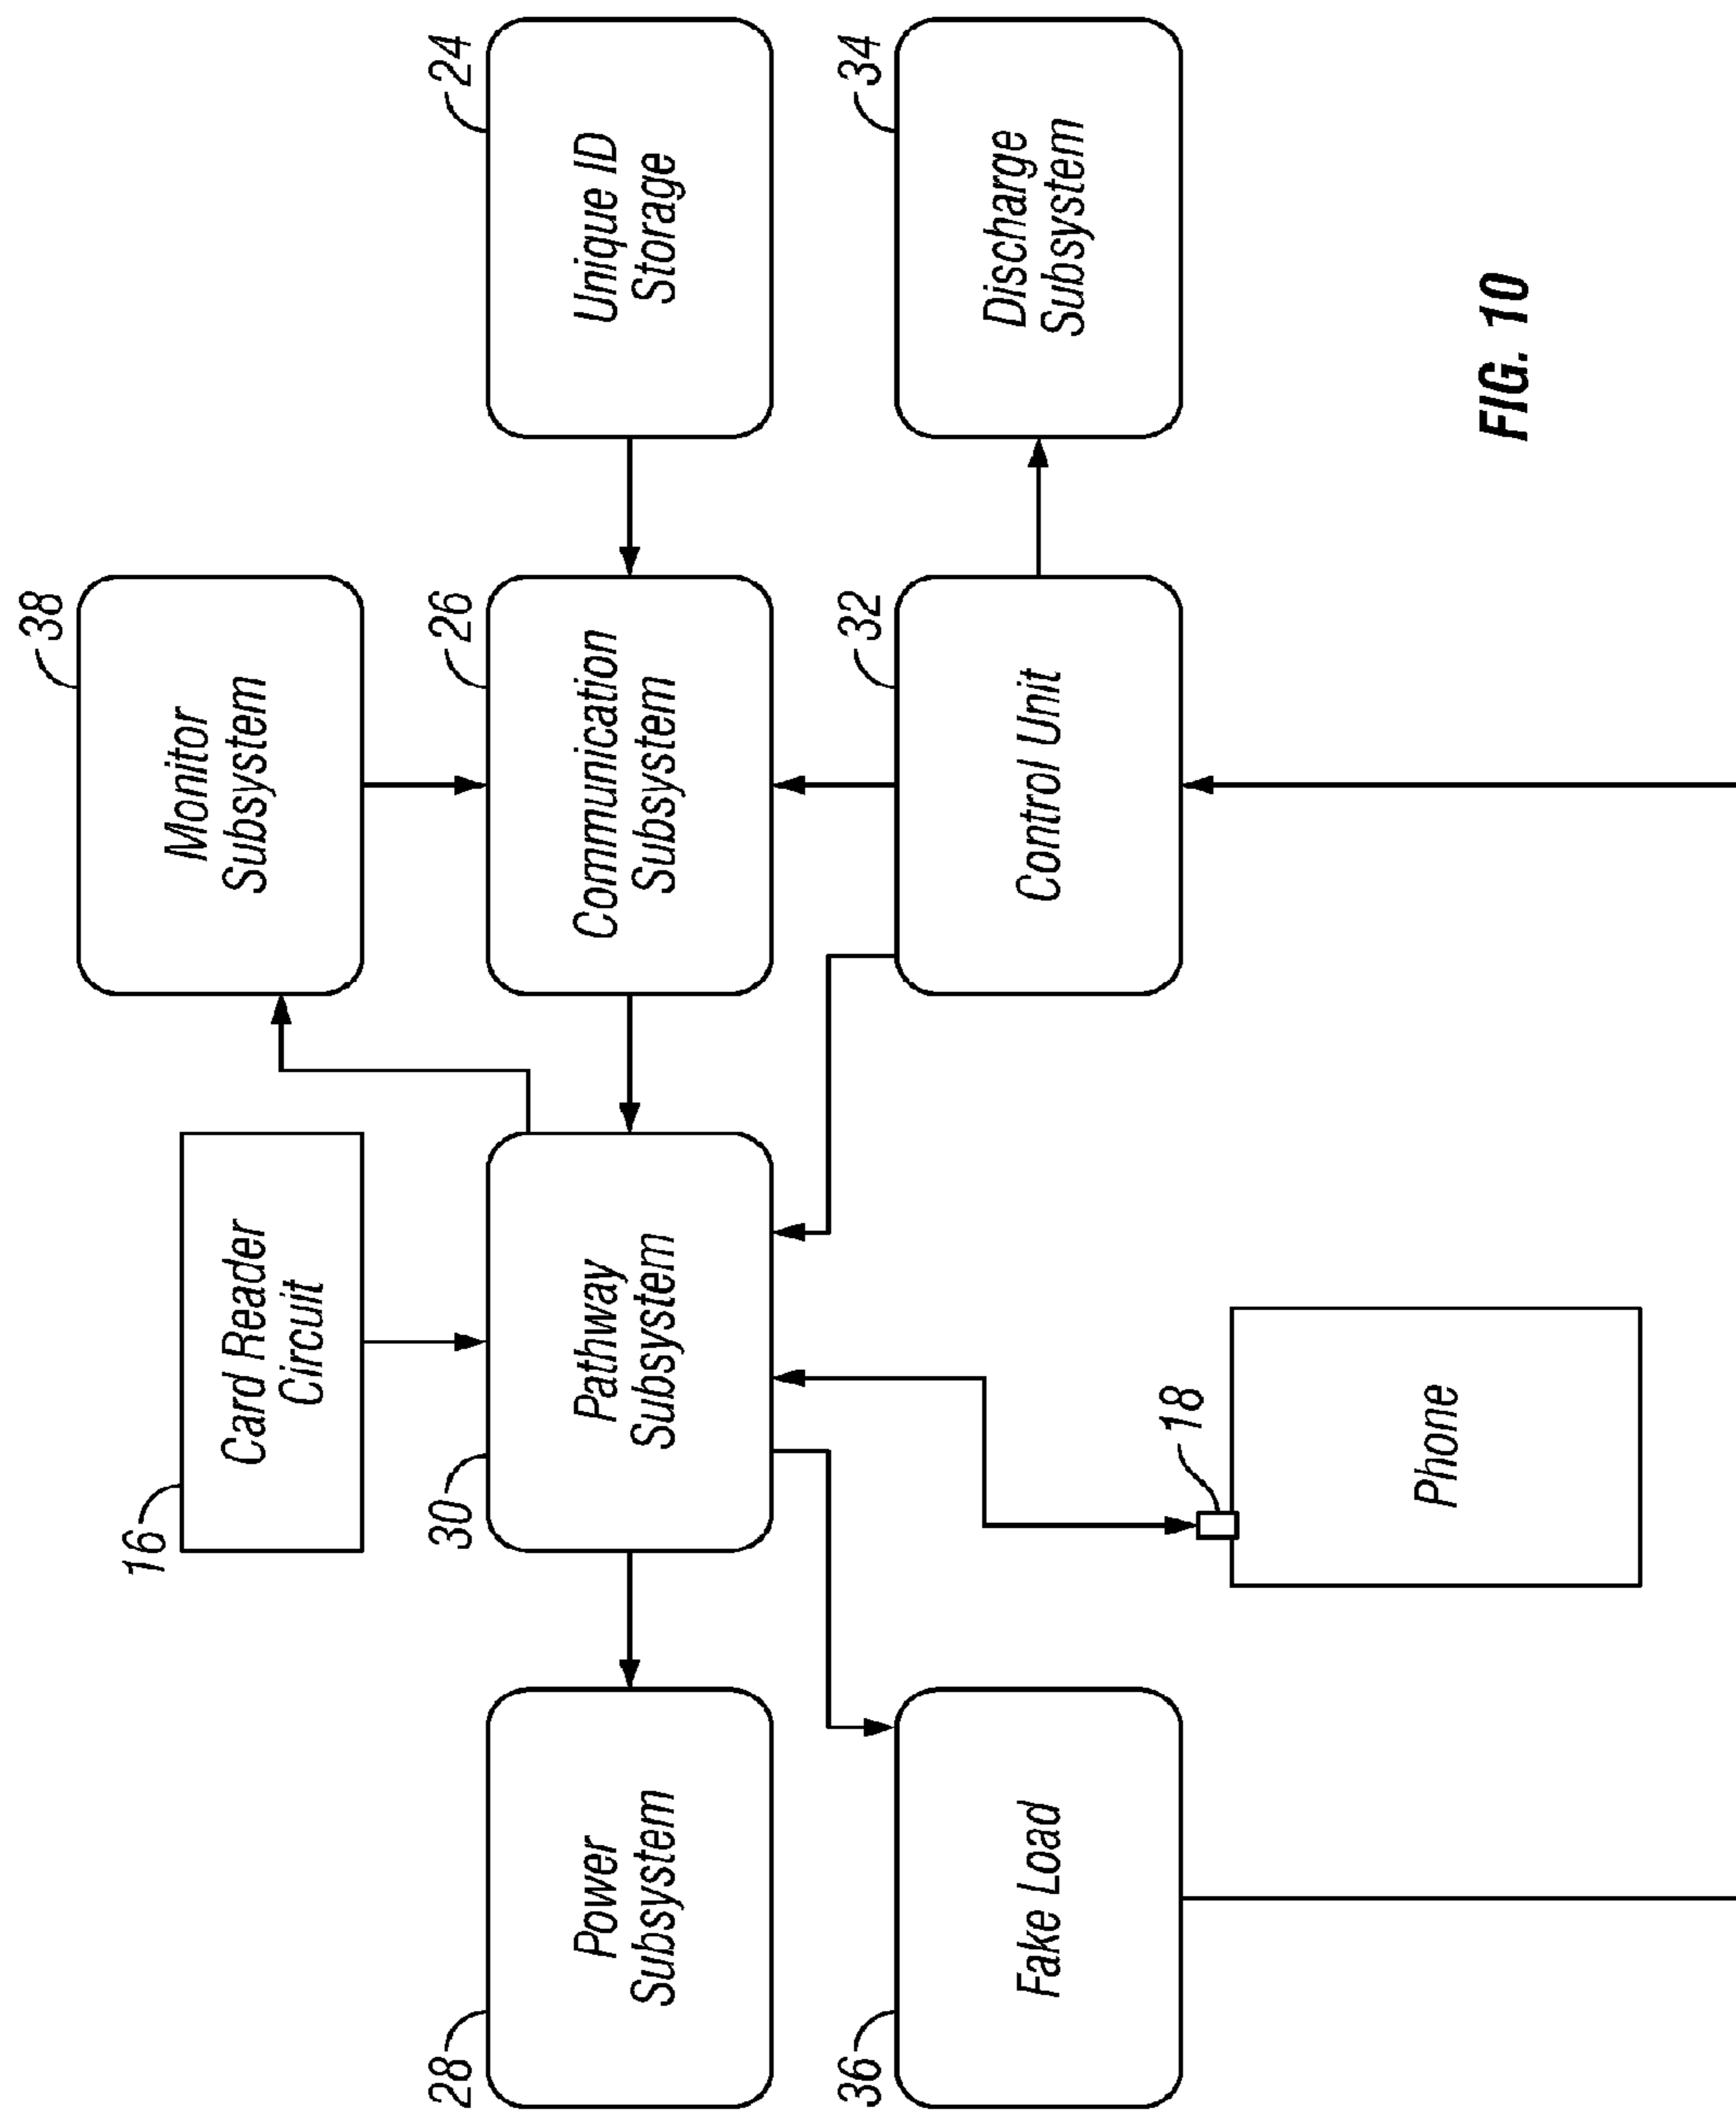 16
Card Reader
Circuit
38
Monitor
Subsystem
28
Power
Subsystem
30
Pathway
Subsystem
26
Communication
Subsystem
24
Unique ID
Storage
36
Fake Load
32
Control Unit
34
Discharge
Subsystem
18
Phone
FIG. 10